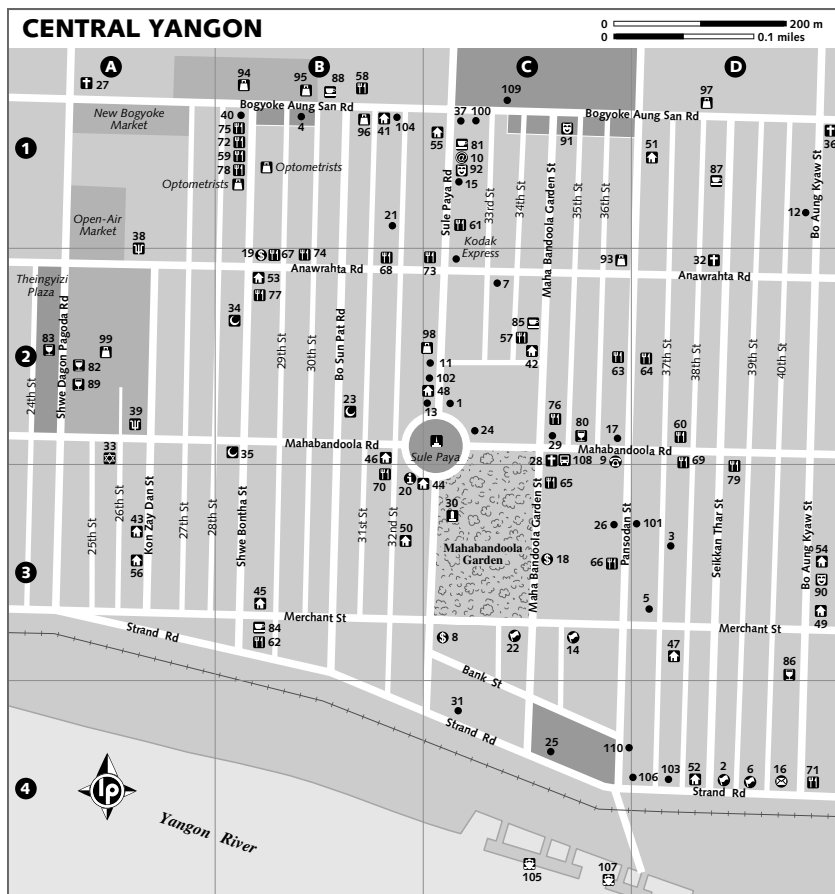 CENTRAL YANGON
0 200 m
0 0.1 miles
A
B
C
D
27
94
95
88
58
109
97
Bogyoke Aung San Rd
Bogyoke Aung San Rd
New Bogyoke
Market
40
4
96
41
104
37
100
91
51
36
1
75
72
59
78
Optometrists
Optometrists
55
81
10
92
15
87
12
Open-Air
Market
38
21
61
Sule Paya Rd
33rd St
34th St
Maha Bandoola Garden St
35th St
36th St
Bo Aung Kyaw St
Kodak
Express
19
67
74
68
73
93
32
Anawrahta Rd
Anawrahta Rd
Theingyizi
Plaza
53
77
34
7
2
83
99
82
89
98
11
102
48
13
1
85
57
42
63
64
24th St
Shwe Dagon Pagoda Rd
29th St
30th St
Bo Sun Pat Rd
37th St
38th St
39th St
40th St
39
23
24
76
29
80
17
60
Mahabandoola Rd
Mahabandoola Rd
Sule Paya
33
35
46
70
20
44
28
108
9
69
79
65
25th St
26th St
Kon Zay Dan St
27th St
28th St
Shwe Bontha St
31st St
32nd St
30
Mahabandoola
Garden
Maha Bandoola Garden St
Pansodan St
Seikkan Thar St
Bo Aung Kyaw St
3
43
56
50
18
26
101
3
66
54
90
49
45
5
Merchant St
Merchant St
Strand Rd
84
62
8
22
14
47
86
Bank St
31
Strand Rd
25
110
4
LP
106
103
52
2
6
16
71
Strand Rd
Yangon River
105
107